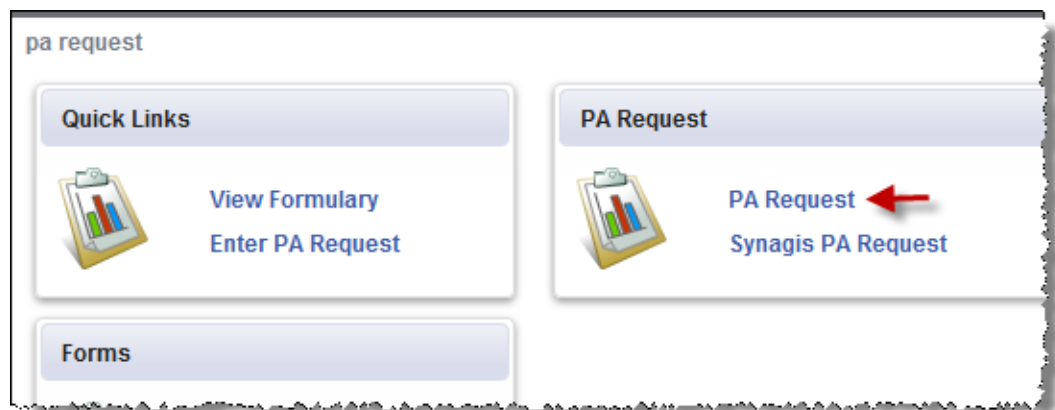 pa request
Quick Links
View Formulary
Enter PA Request
PA Request
PA Request
Synagis PA Request
Forms